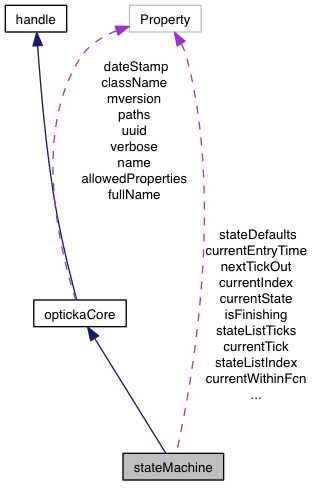 handle
Property
dateStamp
className
mversion
paths
uuid
verbose
name
allowedProperties
fullName
stateDefaults
currentEntryTime
nextTickOut
currentIndex
currentState
isFinishing
stateListTicks
currentTick
stateListIndex
currentWithinFcn
...
optickaCore
stateMachine